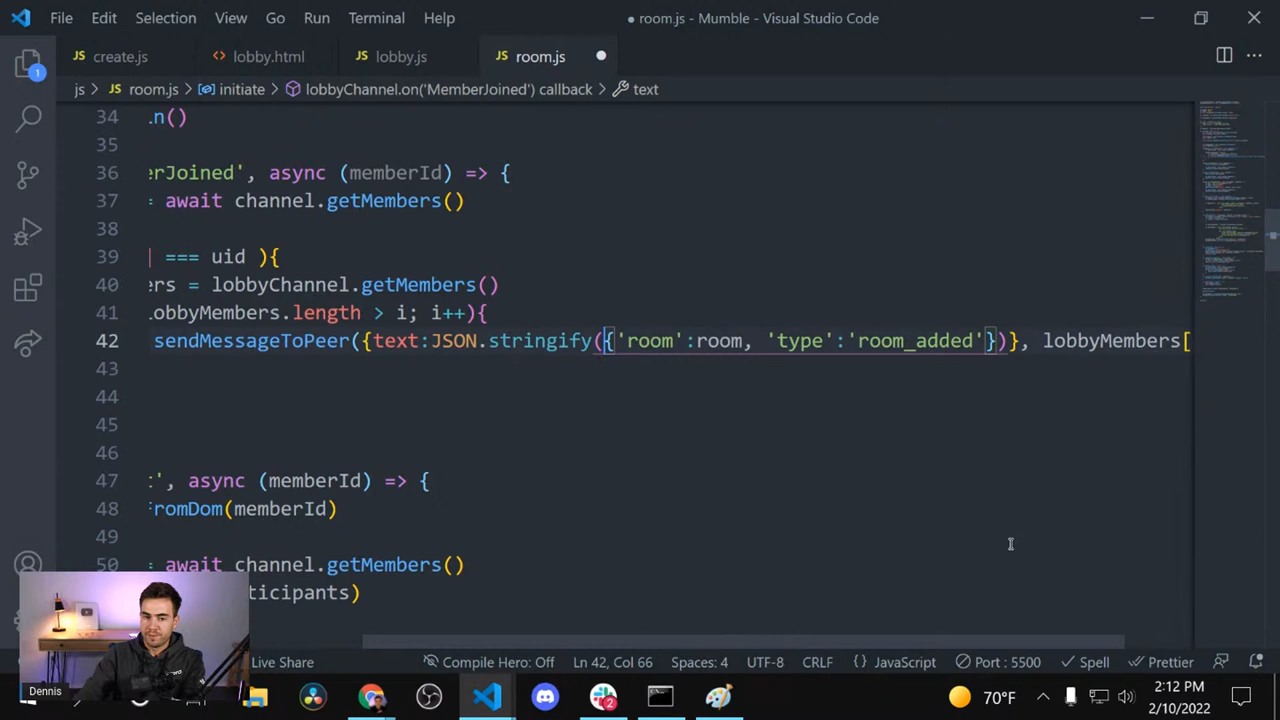 File Edit Selection View Go Run Terminal Help ● room.js - Mumble - Visual Studio Code
JS create.js <> lobby.html JS lobby.js JS room.js
js > JS room.js > initiate > lobbyChannel.on('MemberJoined') callback > text
34 .n()
35
36 erJoined', async (memberId) => {
37 = await channel.getMembers()
38
39 === uid ){
40 ers = lobbyChannel.getMembers()
41 lobbyMembers.length > i; i++){
42 sendMessageToPeer({text:JSON.stringify({'room':room, 'type':'room_added'})}, lobbyMembers[
43
44
45
46
47 :', async (memberId) => {
48 FromDom(memberId)
49
50 = await channel.getMembers()
ticipants)
1
Dennis
Live Share Compile Hero: Off Ln 42, Col 66 Spaces: 4 UTF-8 CRLF {} JavaScript Port : 5500 Spell Prettier
2
70°F
2:12 PM
2/10/2022